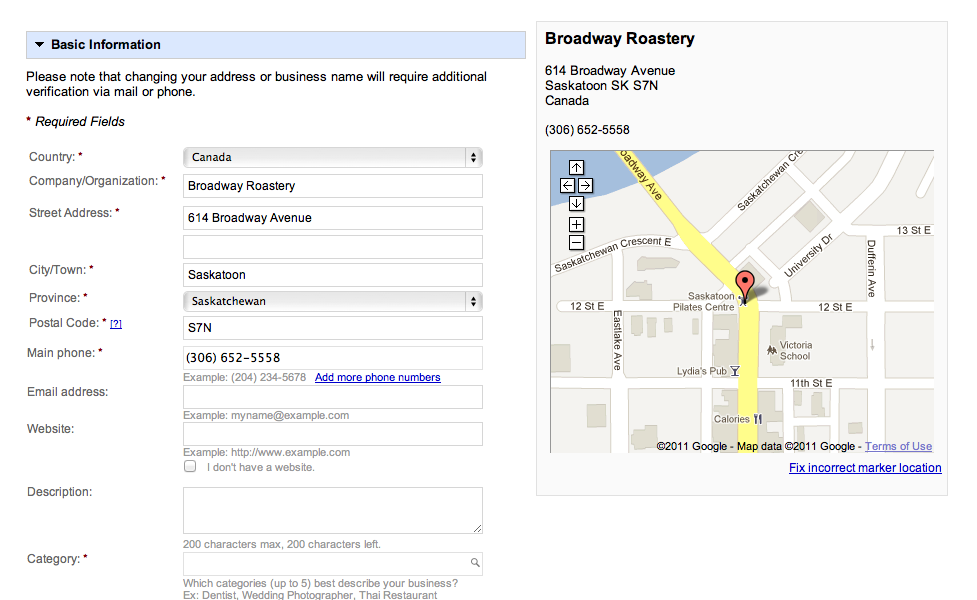 Basic Information
Please note that changing your address or business name will require additional
verification via mail or phone.
* Required Fields
Country: *
Canada
Company/Organization: *
Broadway Roastery
Street Address: *
614 Broadway Avenue
City/Town: *
Saskatoon
Province: *
Saskatchewan
Postal Code: * [?]
S7N
Main phone: *
(306) 652-5558
Example: (204) 234-5678 Add more phone numbers
Email address:
Example: myname@example.com
Website:
Example: http://www.example.com
I don't have a website.
Description:
200 characters max, 200 characters left.
Category: *
Which categories (up to 5) best describe your business?
Ex: Dentist, Wedding Photographer, Thai Restaurant
Broadway Roastery
614 Broadway Avenue
Saskatoon SK S7N
Canada
(306) 652-5558
oadway Ave
Saskatchewan Cre
13 St E
Saskatchewan Crescent E
University Dr
Dufferin Ave
Saskatoon
Pilates Centre
12 St E
12 St E
Eastlake Ave
Victoria
School
Lydia's Pub
11th St E
Calories
©2011 Google - Map data ©2011 Google - Terms of Use
Fix incorrect marker location